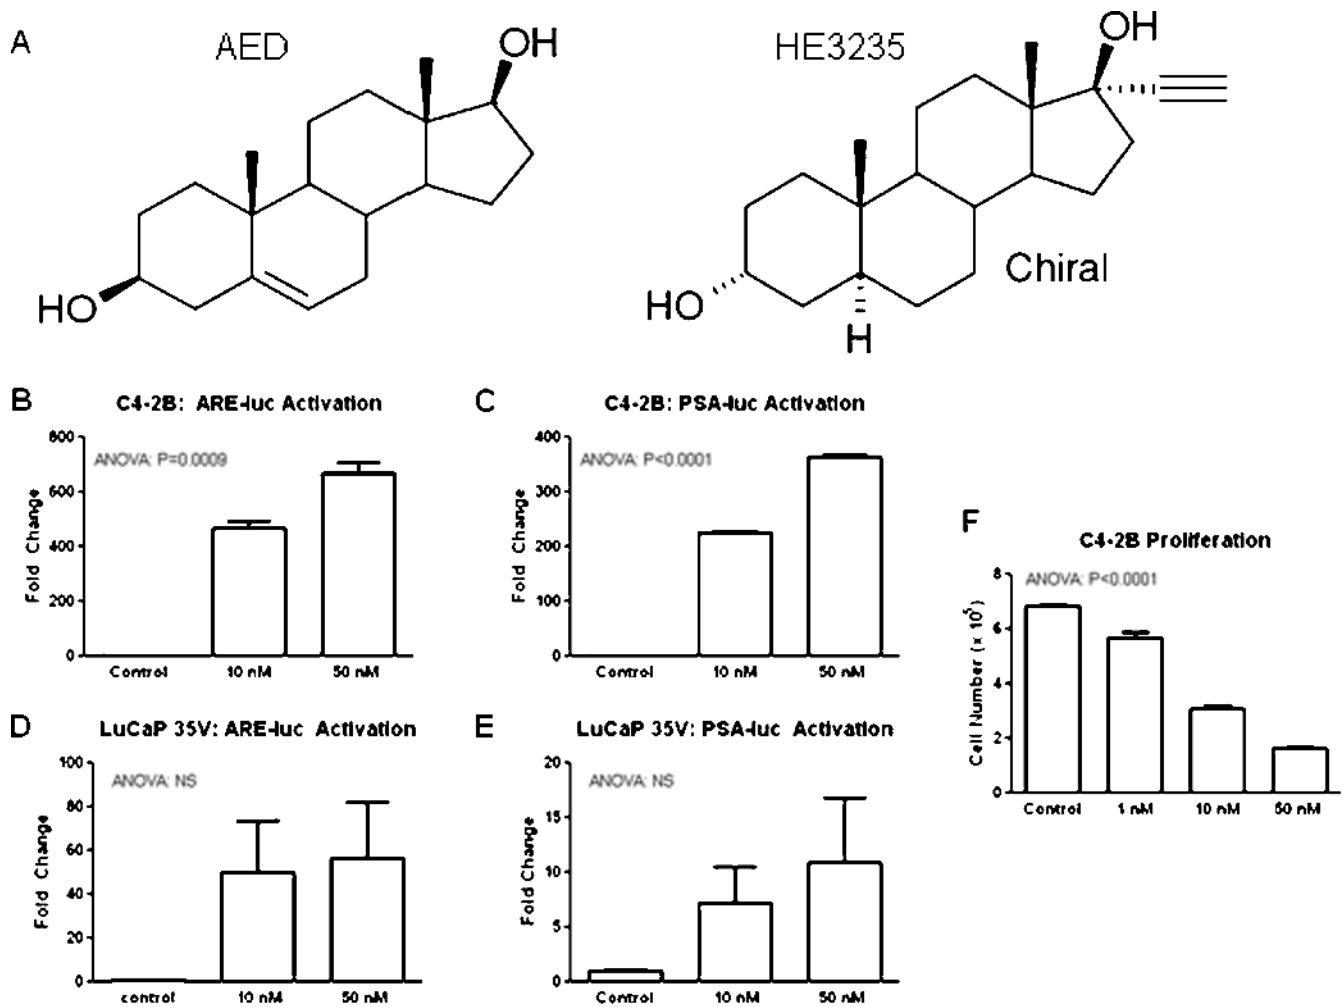 A
AED
OH
HO
HE3235
OH
Chiral
HO
H
B
C4-2B: ARE-luc Activation
ANOVA: P=0.0009
Fold Change
800
600
400
200
0
Control 10 nM 50 nM
C
C4-2B: PSA-luc Activation
ANOVA: P<0.0001
Fold Change
400
300
200
100
0
Control 10 nM 50 nM
D
LuCaP 35V: ARE-luc Activation
ANOVA: NS
Fold Change
100
80
60
40
20
0
control 10 nM 50 nM
E
LuCaP 35V: PSA-luc Activation
ANOVA: NS
Fold Change
20
15
10
5
0
Control 10 nM 50 nM
F
C4-2B Proliferation
ANOVA: P<0.0001
Cell Number (x 10⁵)
8
6
4
2
0
Control 1 nM 10 nM 50 nM